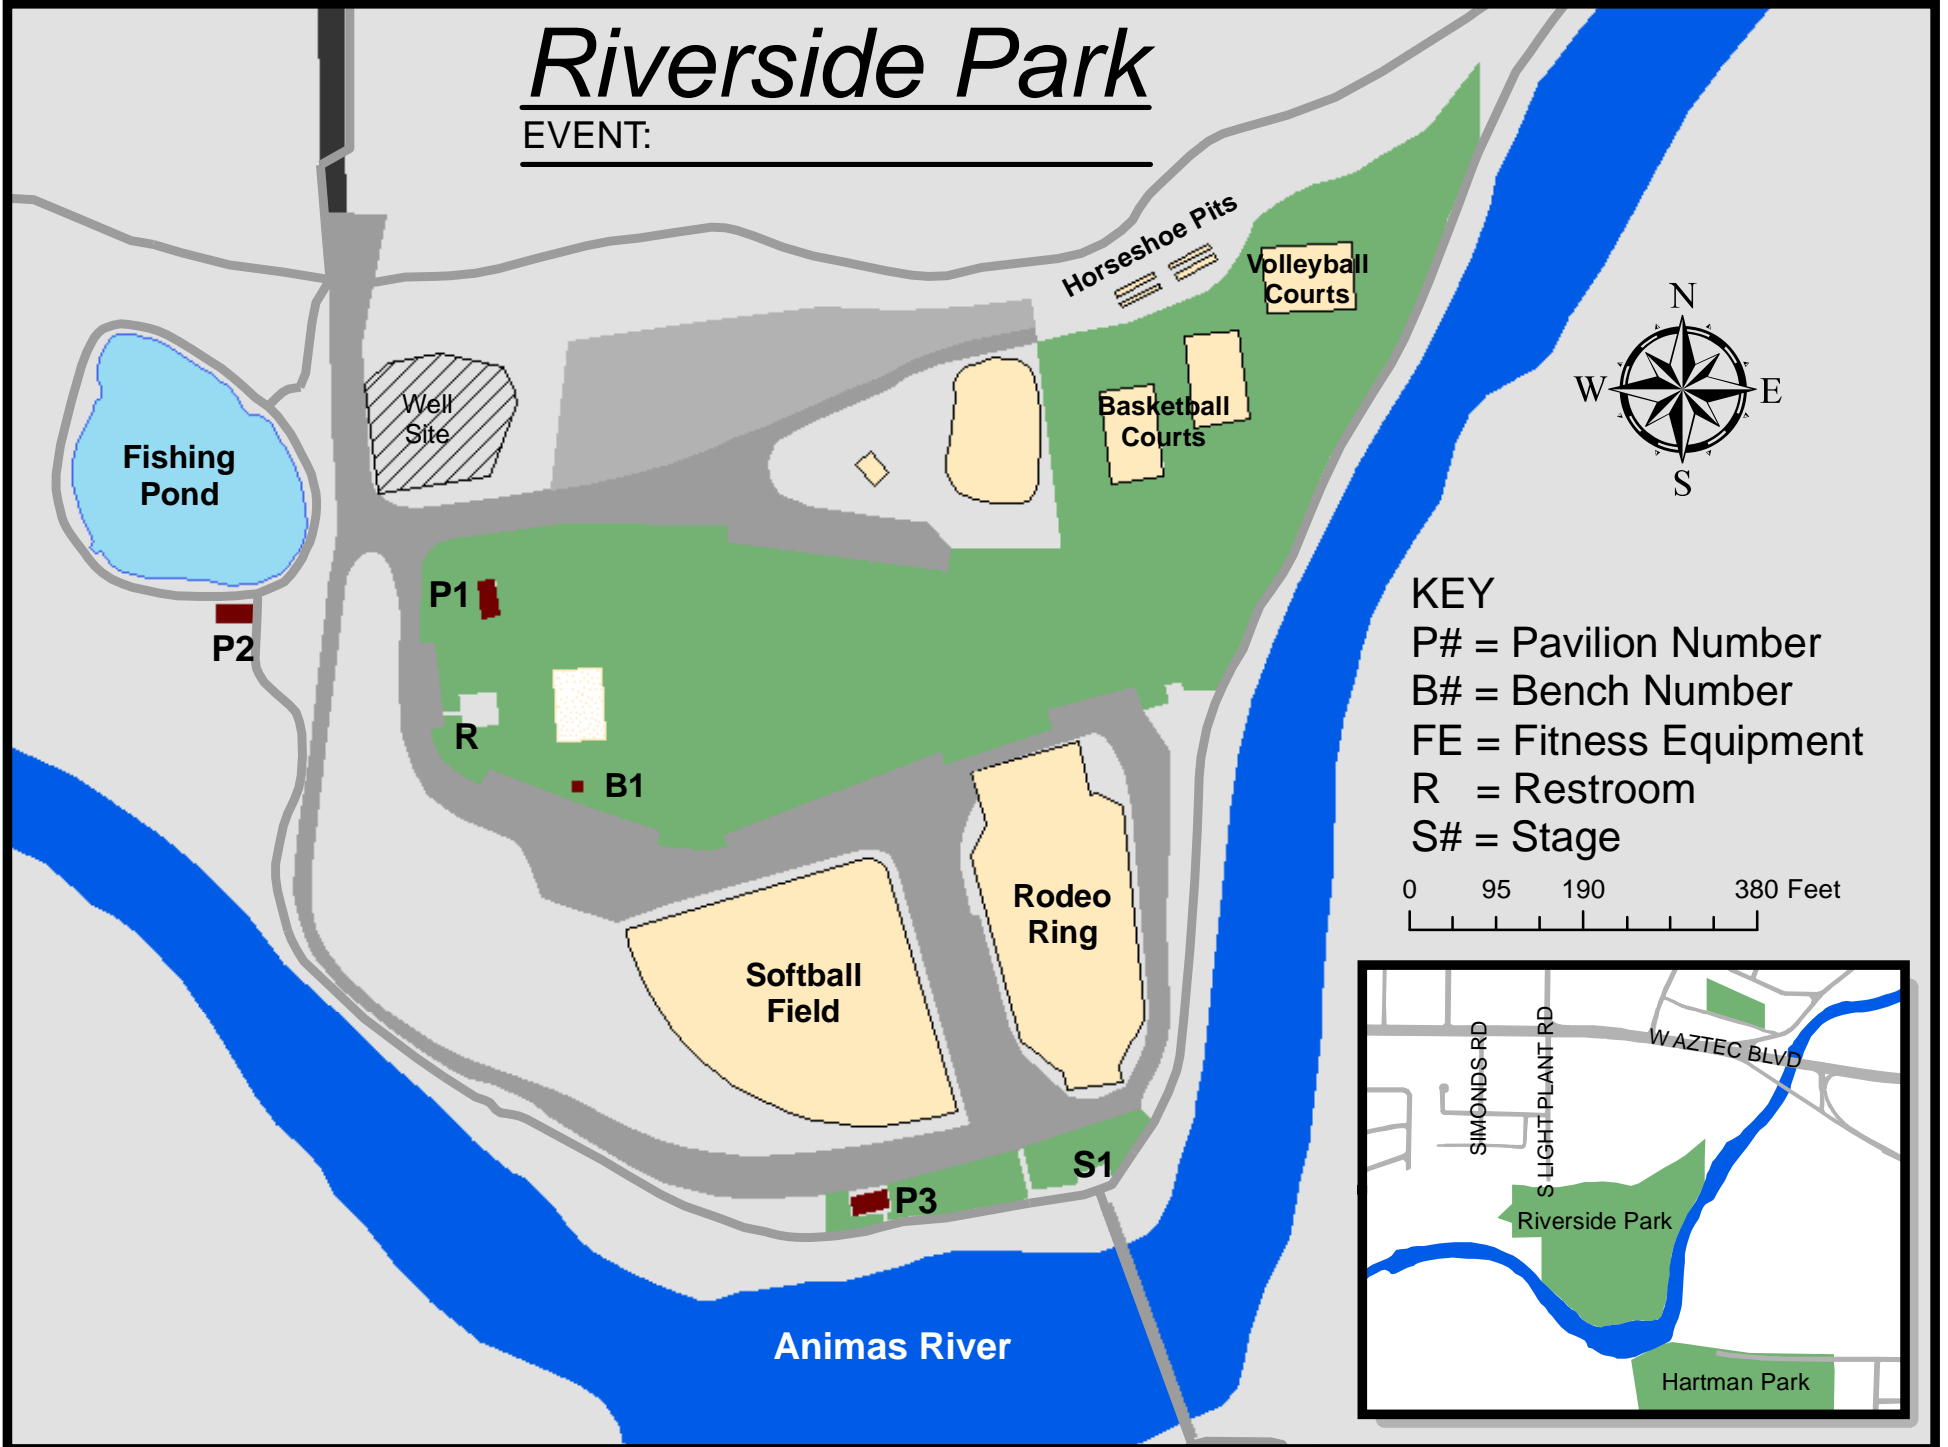 Riverside Park
EVENT:
Horseshoe Pits
Volleyball
Courts
N
W
E
S
Well
Site
Basketball
Courts
Fishing
Pond
P1
P2
R
B1
KEY
P# = Pavilion Number
B# = Bench Number
FE = Fitness Equipment
R = Restroom
S# = Stage
0 95 190 380 Feet
Rodeo
Ring
Softball
Field
S1
P3
Animas River
SIMONDS RD
S LIGHT PLANT RD
W AZTEC BLVD
Riverside Park
Hartman Park